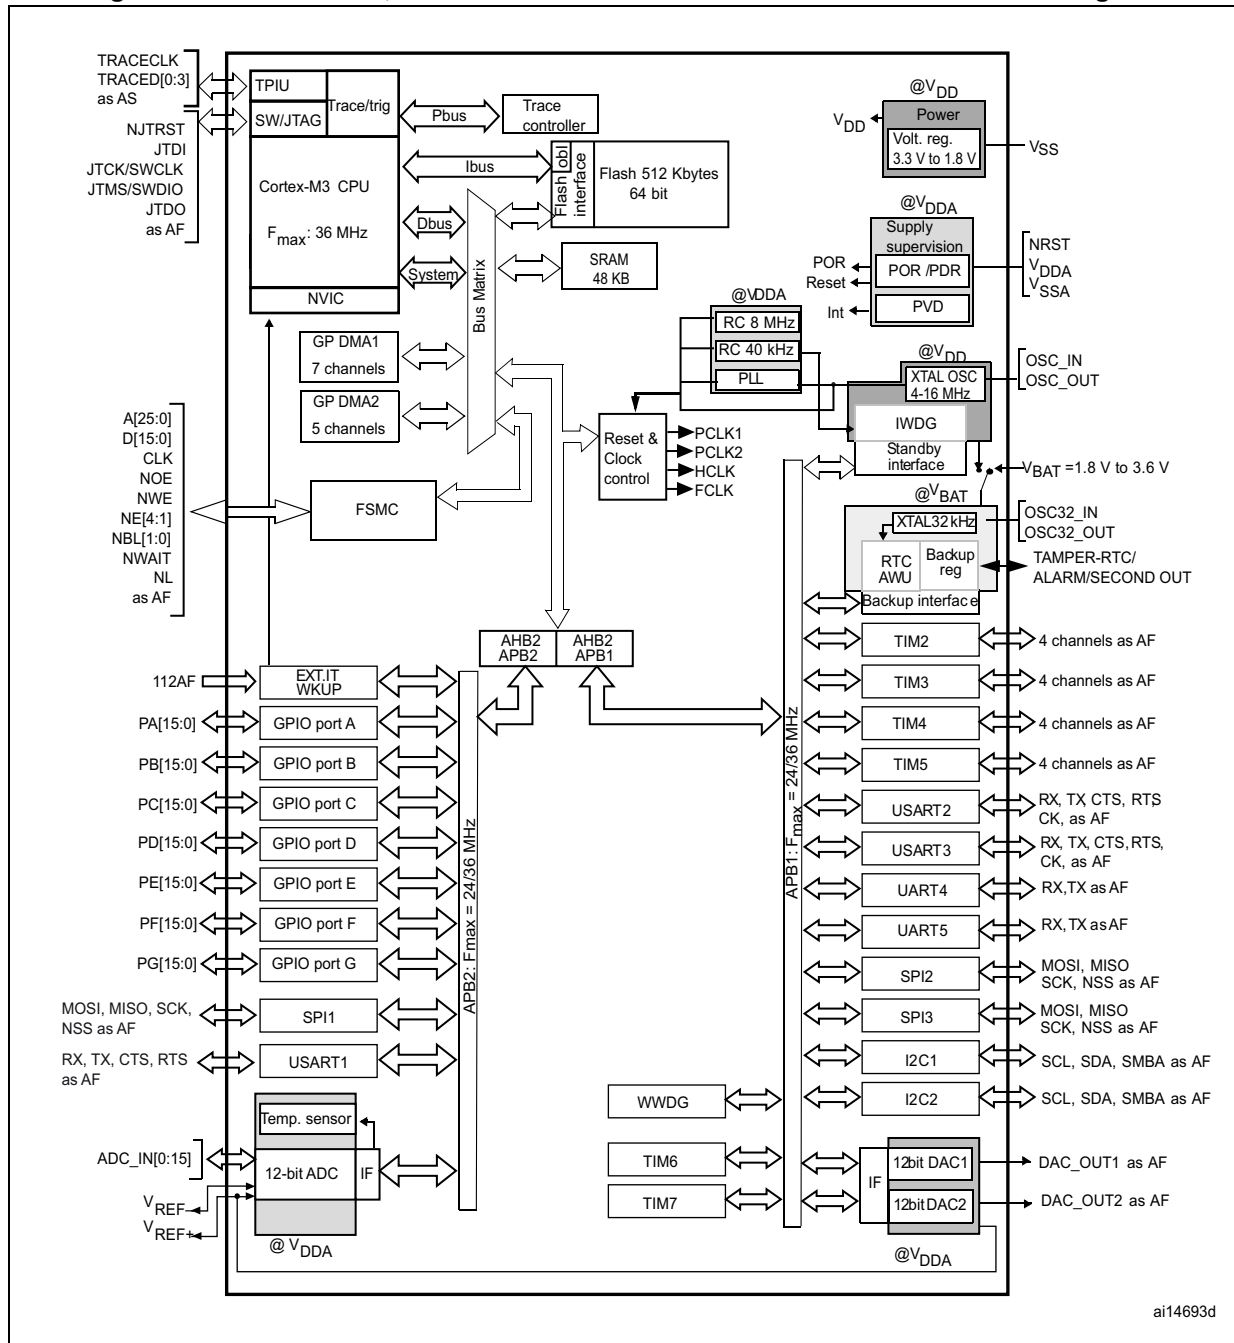 TRACECLK
TRACED[0:3]
as AS
NJTRST
JTDI
JTCK/SWCLK
JTMS/SWDIO
JTDO
as AF
TPIU
Trace/trig
SW/JTAG
Pbus
Trace
controller
Cortex-M3 CPU
Fmax: 36 MHz
NVIC
Ibus
Dbus
System
Flash obl
interface
Flash 512 Kbytes
64 bit
Bus Matrix
SRAM
48 KB
GP DMA1
7 channels
GP DMA2
5 channels
A[25:0]
D[15:0]
CLK
NOE
NWE
NE[4:1]
NBL[1:0]
NWAIT
NL
as AF
FSMC
@VDD
Power
VDD
Volt. reg.
3.3 V to 1.8 V
VSS
@VDDA
Supply
supervision
POR
Reset
Int
POR /PDR
PVD
NRST
VDDA
VSSA
@VDDA
RC 8 MHz
RC 40 kHz
PLL
Reset &
Clock
control
PCLK1
PCLK2
HCLK
FCLK
@VDD
XTAL OSC
4-16 MHz
OSC_IN
OSC_OUT
IWDG
Standby
interface
VBAT =1.8 V to 3.6 V
@VBAT
XTAL32 kHz
OSC32_IN
OSC32_OUT
RTC
AWU
Backup
reg
TAMPER-RTC/
ALARM/SECOND OUT
Backup interface
AHB2
APB2
AHB2
APB1
112AF
EXT.IT
WKUP
PA[15:0]
GPIO port A
PB[15:0]
GPIO port B
PC[15:0]
GPIO port C
PD[15:0]
GPIO port D
PE[15:0]
GPIO port E
PF[15:0]
GPIO port F
PG[15:0]
GPIO port G
MOSI, MISO, SCK,
NSS as AF
SPI1
RX, TX, CTS, RTS
as AF
USART1
APB2: Fmax = 24/36 MHz
Temp. sensor
ADC_IN[0:15]
12-bit ADC
IF
VREF-
VREF+
@ VDDA
APB1: Fmax = 24/36 MHz
TIM2
4 channels as AF
TIM3
4 channels as AF
TIM4
4 channels as AF
TIM5
4 channels as AF
USART2
RX, TX, CTS, RTS,
CK, as AF
USART3
RX, TX, CTS, RTS,
CK, as AF
UART4
RX,TX as AF
UART5
RX, TX as AF
SPI2
MOSI, MISO
SCK, NSS as AF
SPI3
MOSI, MISO
SCK, NSS as AF
I2C1
SCL, SDA, SMBA as AF
I2C2
SCL, SDA, SMBA as AF
WWDG
TIM6
TIM7
IF
12bit DAC1
DAC_OUT1 as AF
12bit DAC2
DAC_OUT2 as AF
@VDDA
ai14693d